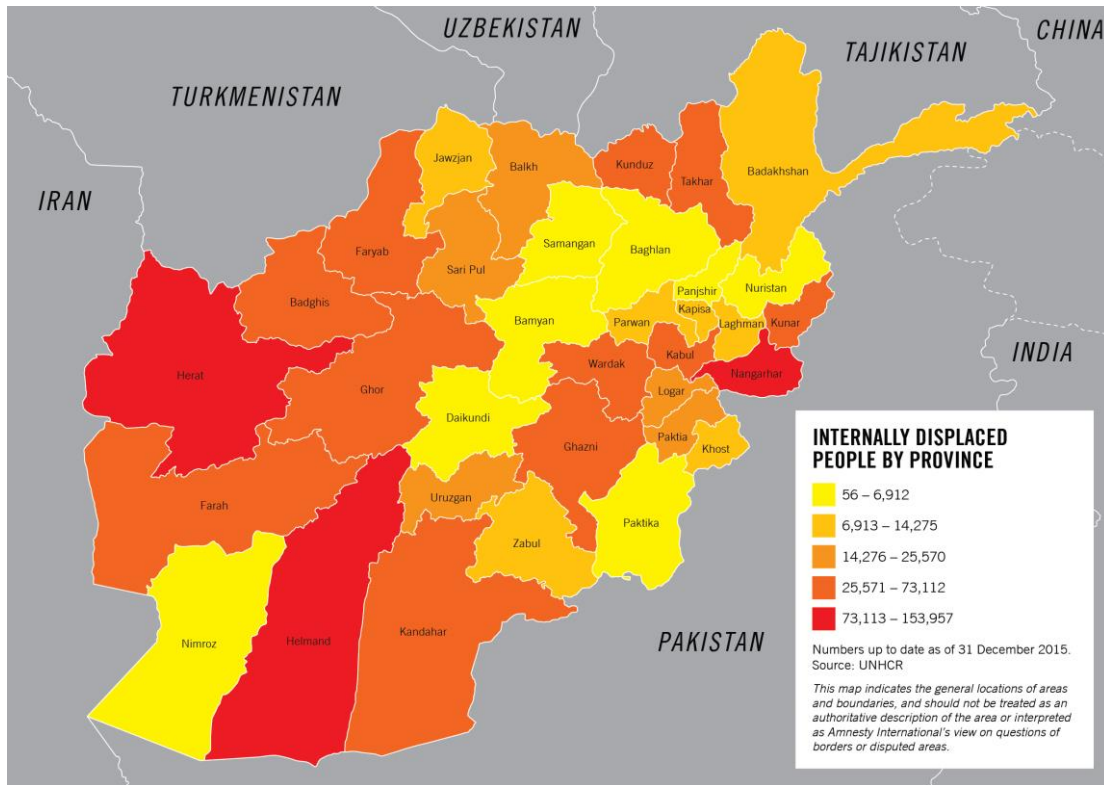 UZBEKISTAN
CHINA
TAJIKISTAN
TURKMENISTAN
IRAN
Jawzjan
Balkh
Kunduz
Takhar
Badakhshan
Faryab
Samangan
Baghlan
Sari Pul
Panjshir
Nuristan
Badghis
Kapisa
Bamyan
Parwan
Laghman
Kunar
INDIA
Wardak
Kabul
Herat
Ghor
Nangarhar
Logar
Daikundi
Ghazni
Paktia
Khost
Uruzgan
Farah
Zabul
Paktika
Nimroz
Helmand
Kandahar
PAKISTAN
INTERNALLY DISPLACED
PEOPLE BY PROVINCE
56 – 6,912
6,913 – 14,275
14,276 – 25,570
25,571 – 73,112
73,113 – 153,957
Numbers up to date as of 31 December 2015.
Source: UNHCR
This map indicates the general locations of areas
and boundaries, and should not be treated as an
authoritative description of the area or interpreted
as Amnesty International's view on questions of
borders or disputed areas.